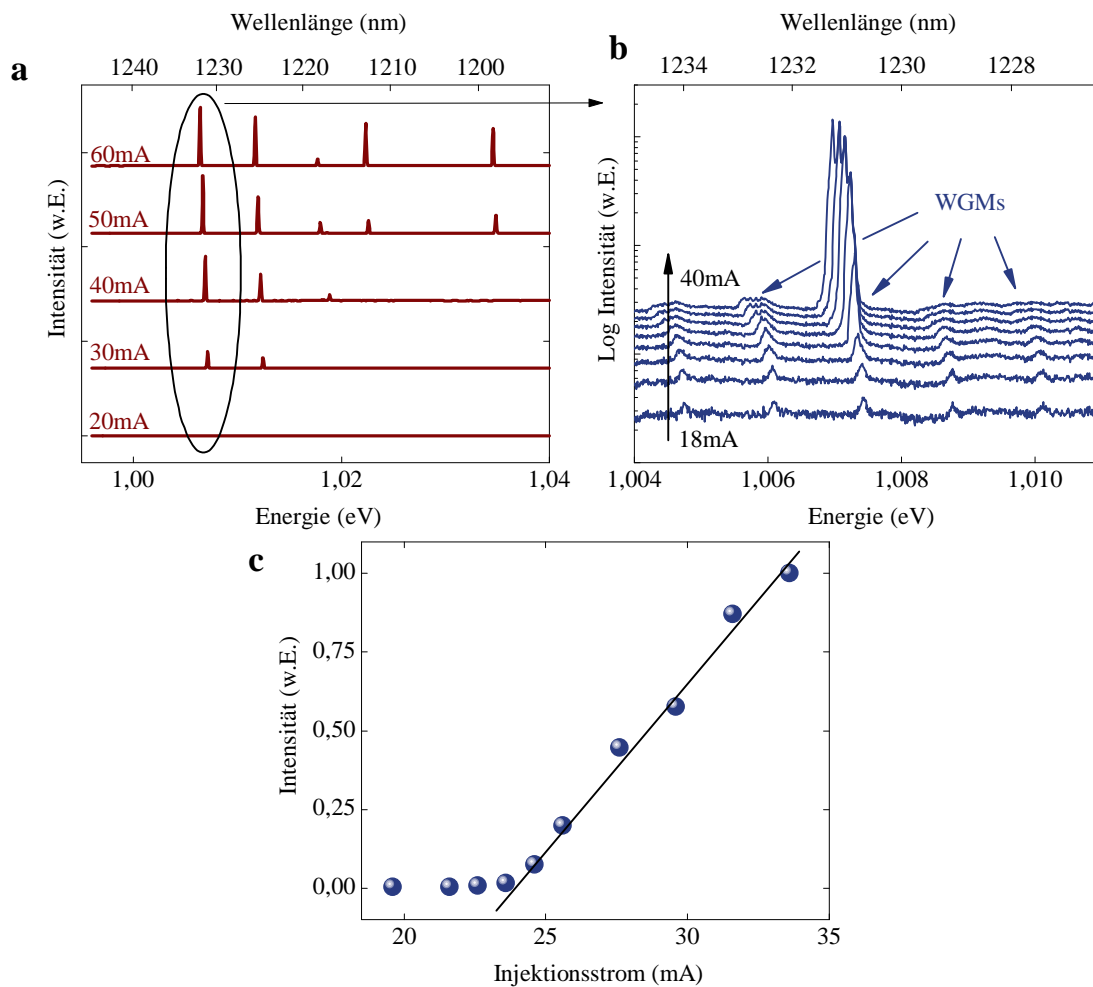 Wellenlänge (nm)
a
1240 1230 1220 1210 1200
60mA
50mA
40mA
30mA
20mA
Intensität (w.E.)
1,00 1,02 1,04
Energie (eV)
Wellenlänge (nm)
b
1234 1232 1230 1228
WGMs
40mA
18mA
Log Intensität (w.E.)
1,004 1,006 1,008 1,010
Energie (eV)
c
1,00
0,75
0,50
0,25
0,00
Intensität (w.E.)
20 25 30 35
Injektionsstrom (mA)